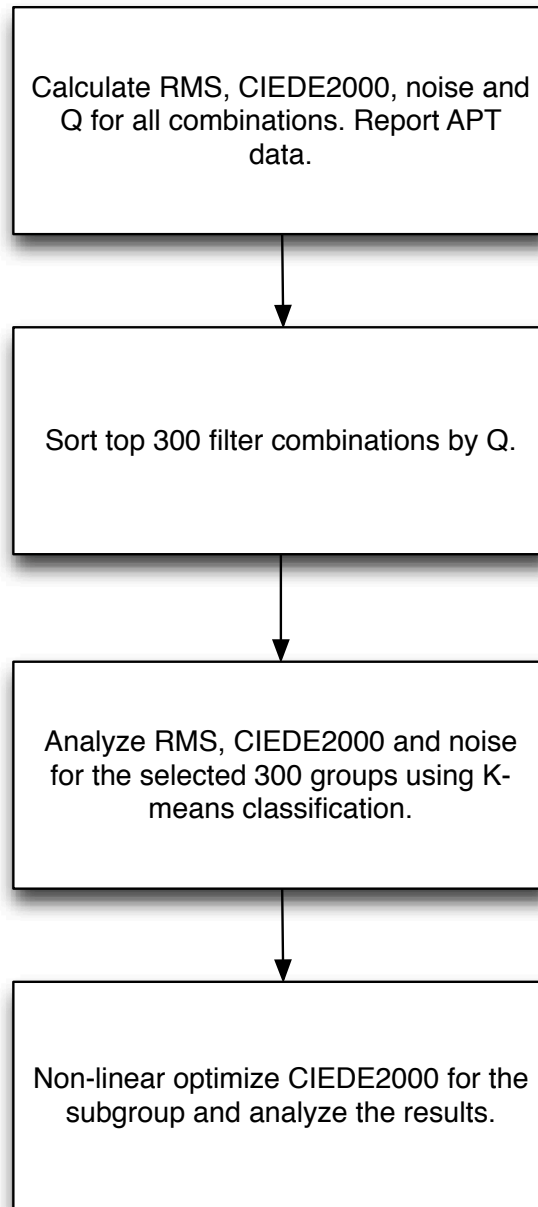 Calculate RMS, CIEDE2000, noise and
Q for all combinations. Report APT
data.
Sort top 300 filter combinations by Q.
Analyze RMS, CIEDE2000 and noise
for the selected 300 groups using K-
means classification.
Non-linear optimize CIEDE2000 for the
subgroup and analyze the results.